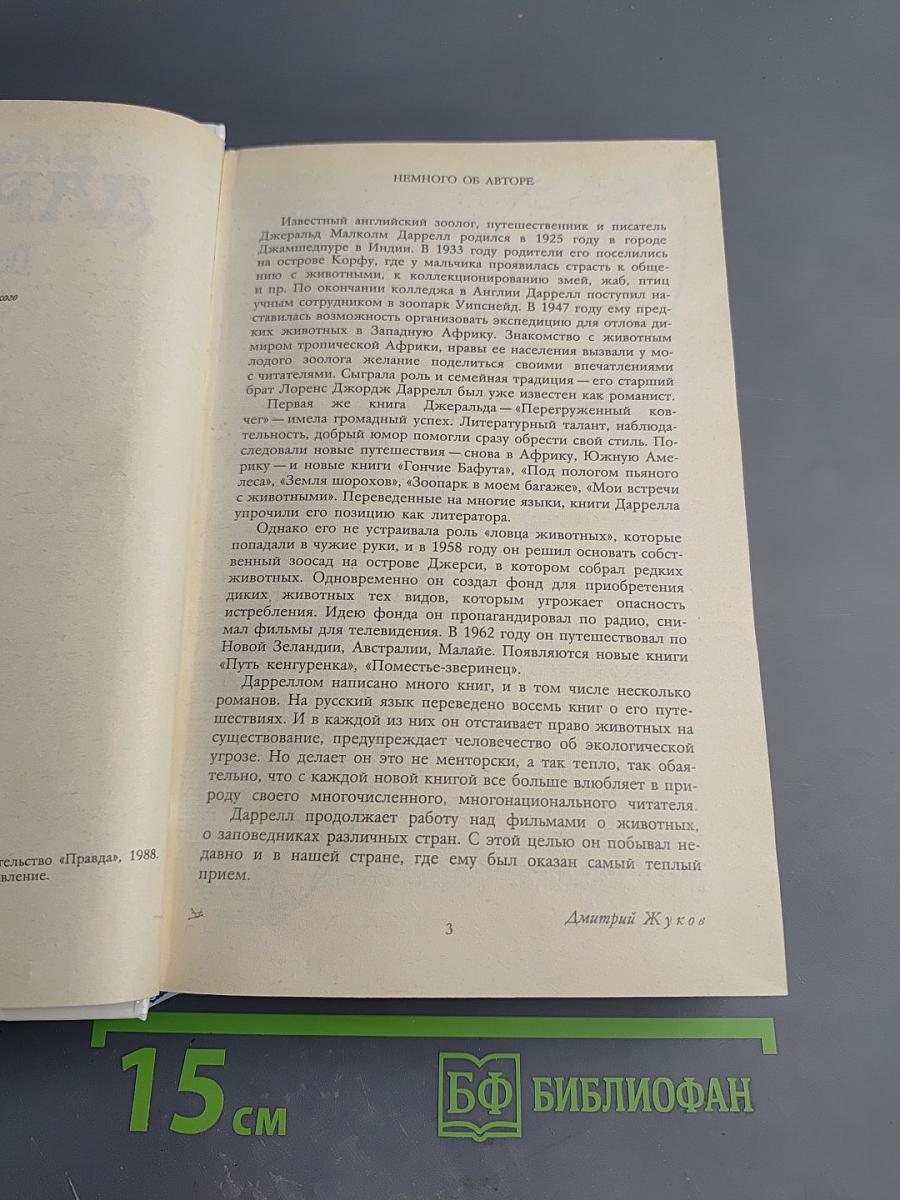 НЕМНОГО ОБ АВТОРЕ
Известный английский зоолог, путешественник и писатель
Джеральд Малколм Даррелл родился в 1925 году в городе
Джамшедпуре в Индии. В 1933 году родители его поселились
на острове Корфу, где у мальчика проявилась страсть к обще-
нию с животными, к коллекционированию змей, жаб, птиц
и пр. По окончании колледжа в Англии Даррелл поступил на-
учным сотрудником в зоопарк Уипснейд. В 1947 году ему пред-
ставилась возможность организовать экспедицию для отлова ди-
ких животных в Западную Африку. Знакомство с животным
миром тропической Африки, нравы ее населения вызвали у мо-
лодого зоолога желание поделиться своими впечатлениями
с читателями. Сыграла роль и семейная традиция — его старший
брат Лоренс Джордж Даррелл был уже известен как романист.
Первая же книга Джеральда — «Перегруженный ков-
чег» — имела громадный успех. Литературный талант, наблюда-
тельность, добрый юмор помогли сразу обрести свой стиль. По-
следовали новые путешествия — снова в Африку, Южную Аме-
рику — и новые книги «Гончие Бафута», «Под пологом пьяного
леса», «Земля шорохов», «Зоопарк в моем багаже», «Мои встречи
с животными». Переведенные на многие языки, книги Даррелла
упрочили его позицию как литератора.
Однако его не устраивала роль «ловца животных», которые
попадали в чужие руки, и в 1958 году он решил основать собст-
венный зоосад на острове Джерси, в котором собрал редких
животных. Одновременно он создал фонд для приобретения
диких животных тех видов, которым угрожает опасность
истребления. Идею фонда он пропагандировал по радио, сни-
мал фильмы для телевидения. В 1962 году он путешествовал по
Новой Зеландии, Австралии, Малайе. Появляются новые книги
«Путь кенгуренка», «Поместье-зверинец».
Дарреллом написано много книг, и в том числе несколько
романов. На русский язык переведено восемь книг о его путе-
шествиях. И в каждой из них он отстаивает право животных на
существование, предупреждает человечество об экологической
угрозе. Но делает он это не менторски, а так тепло, так обая-
тельно, что с каждой новой книгой все больше влюбляет в при-
роду своего многочисленного, многонационального читателя.
Даррелл продолжает работу над фильмами о животных,
о заповедниках различных стран. С этой целью он побывал не-
давно и в нашей стране, где ему был оказан самый теплый
прием.
Дмитрий Жуков
3
ского
тельство «Правда», 1988.
вление.
15 см
БФ БИБЛИОФАН